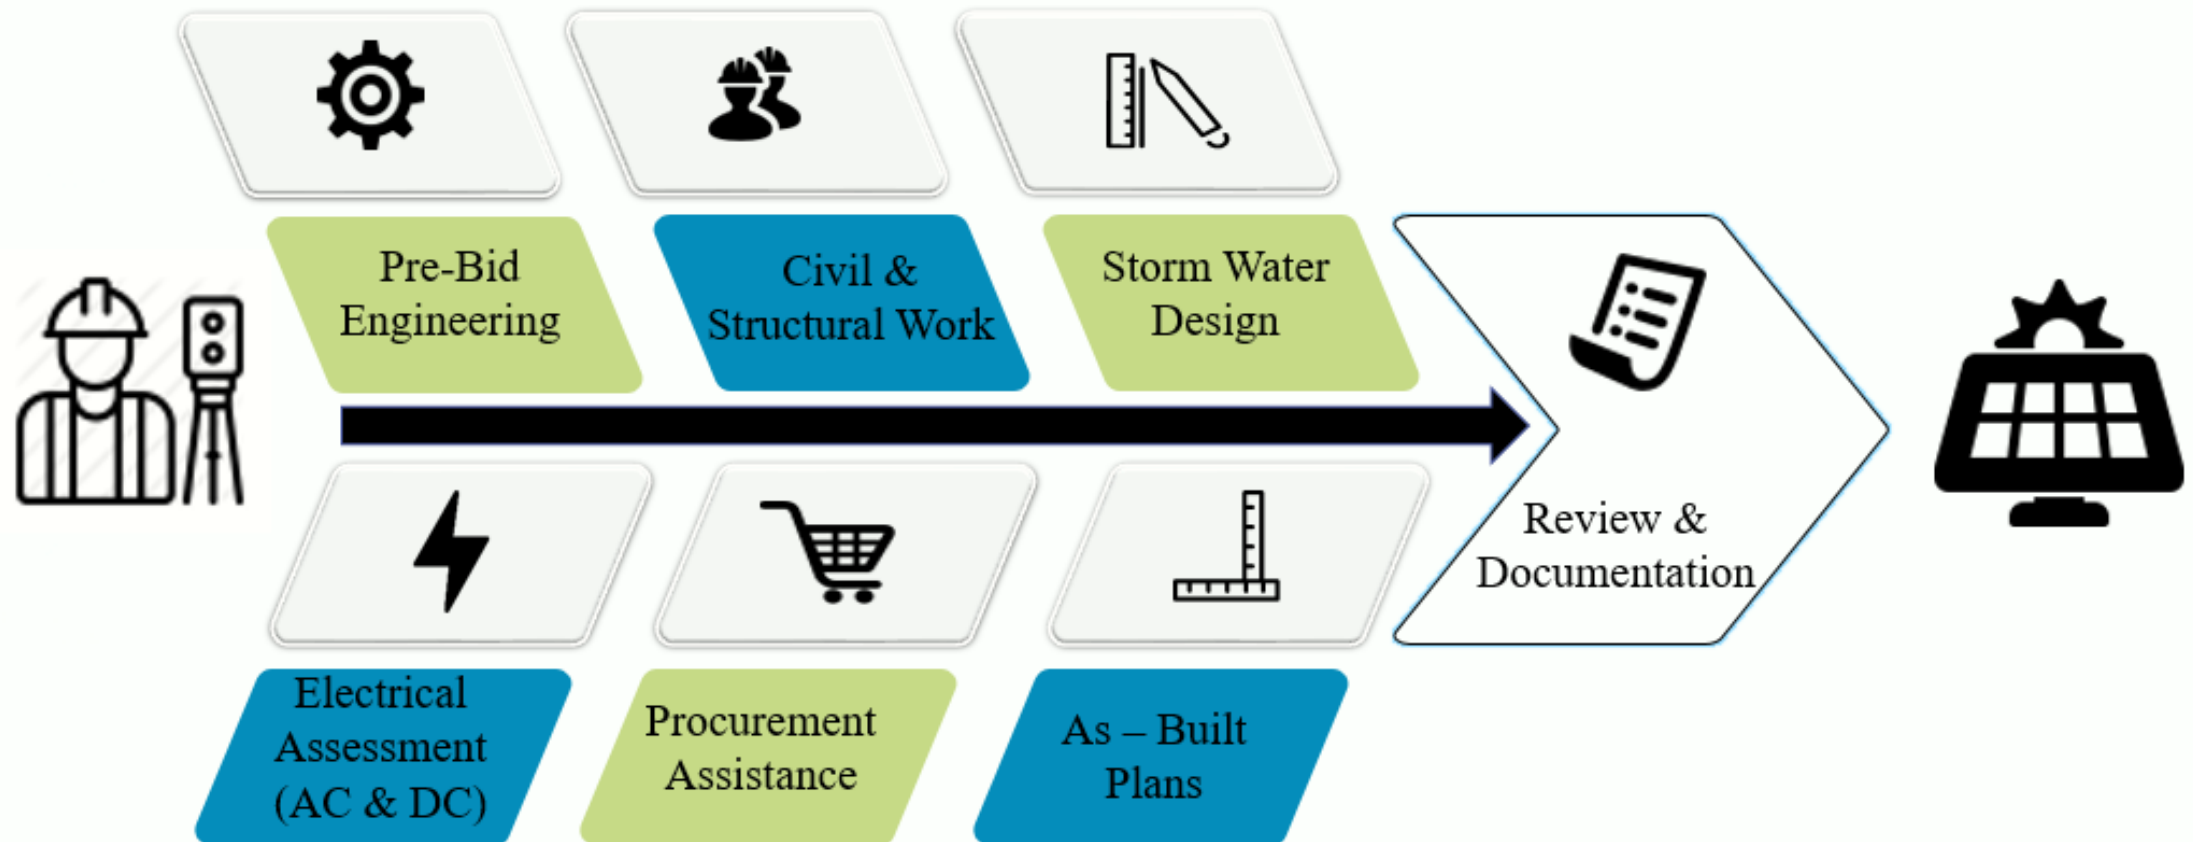 Pre-Bid
Engineering
Civil &
Structural Work
Storm Water
Design
Review &
Documentation
Electrical
Assessment
(AC & DC)
Procurement
Assistance
As – Built
Plans